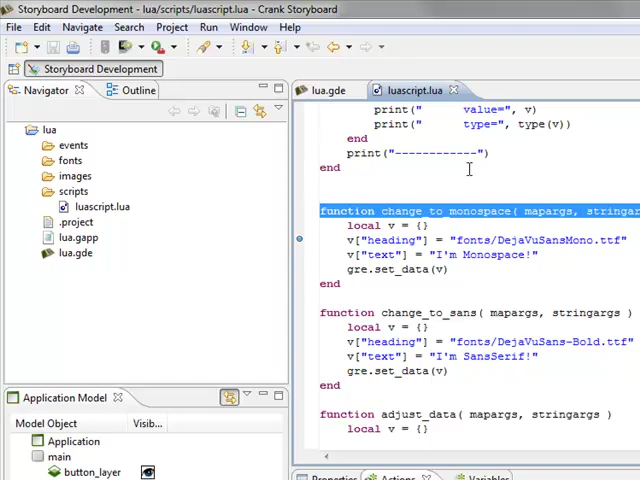 Storyboard Development - lua/scripts/luascript.lua - Crank Storyboard
File Edit Navigate Search Project Run Window Help
Storyboard Development
Navigator Outline
lua
events
fonts
images
scripts
luascript.lua
.project
lua.gapp
lua.gde
Application Model
Model Object Visib...
Application
main
button_layer
lua.gde luascript.lua
print(" value=", v)
print(" type=", type(v))
end
print("------------")
end
function change_to_monospace( mapargs, stringar
local v = {}
v["heading"] = "fonts/DejaVuSansMono.ttf"
v["text"] = "I'm Monospace!"
gre.set_data(v)
end
function change_to_sans( mapargs, stringargs )
local v = {}
v["heading"] = "fonts/DejaVuSans-Bold.ttf"
v["text"] = "I'm SansSerif!"
gre.set_data(v)
end
function adjust_data( mapargs, stringargs )
local v = {}
Properties Actions Variables